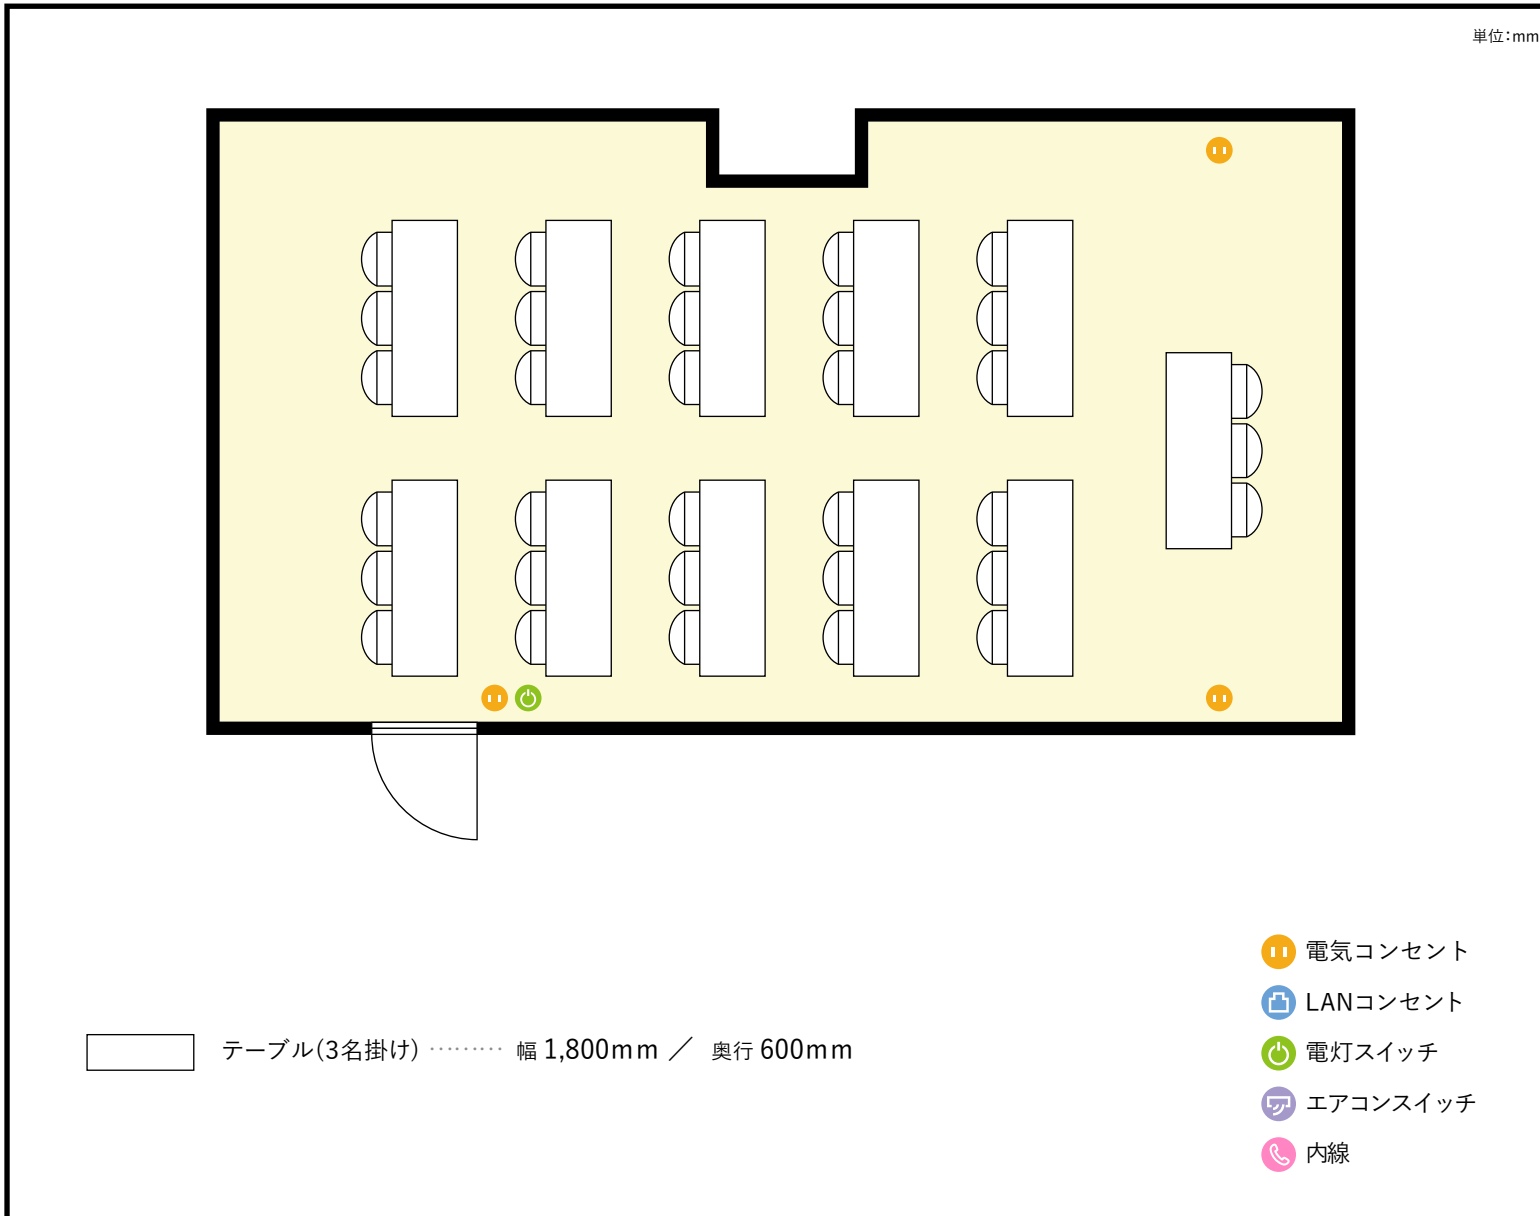 単位:mm
電気コンセント
LANコンセント
テーブル(3名掛け) ········· 幅 1,800mm ／ 奥行 600mm
電灯スイッチ
エアコンスイッチ
内線